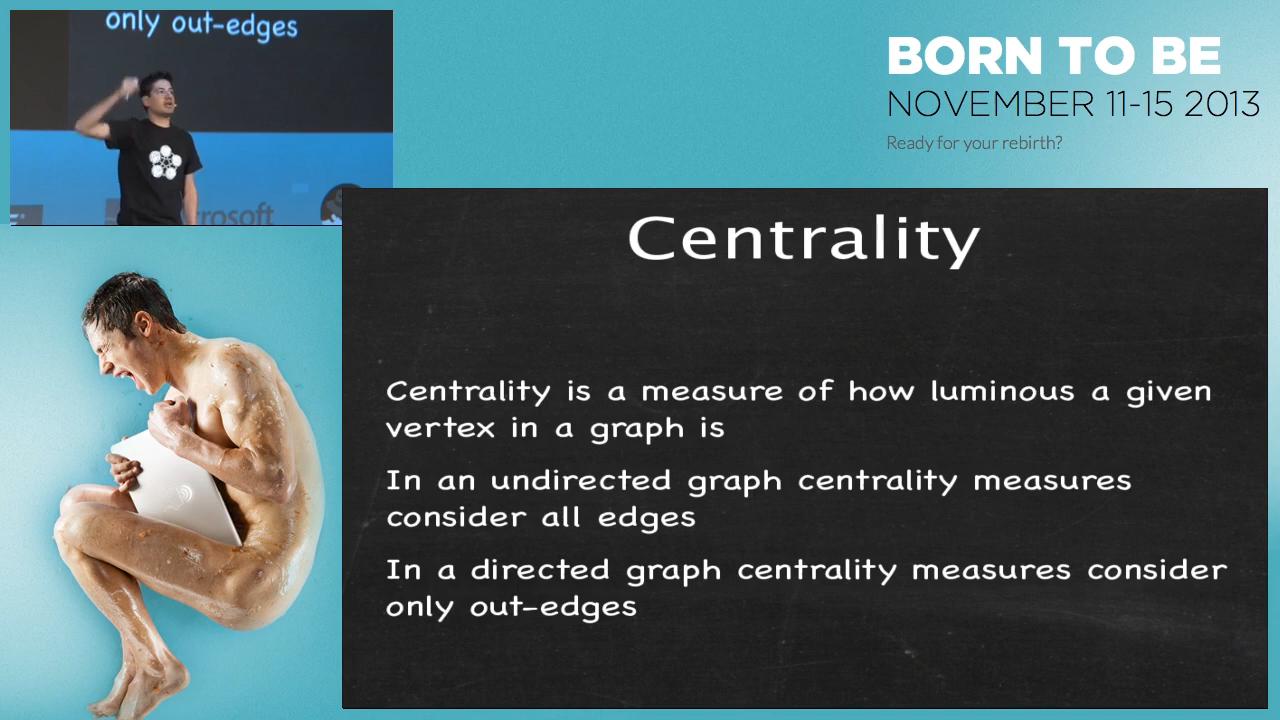 only out-edges
rosoft
BORN TO BE
NOVEMBER 11-15 2013
Ready for your rebirth?
Centrality
Centrality is a measure of how luminous a given
vertex in a graph is
In an undirected graph centrality measures
consider all edges
In a directed graph centrality measures consider
only out-edges